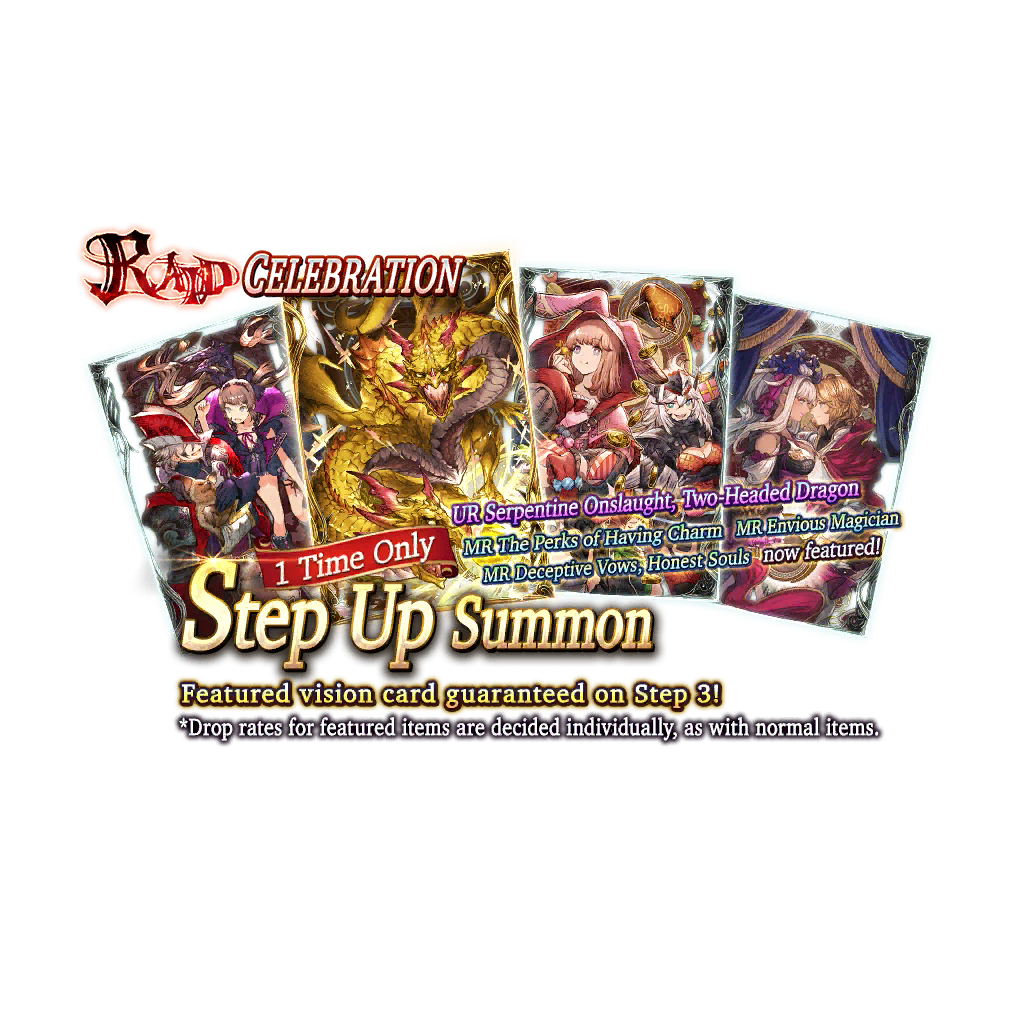 RAID CELEBRATION
UR Serpentine Onslaught, Two-Headed Dragon
MR The Perks of Having Charm MR Envious Magician
MR Deceptive Vows, Honest Souls now featured!
1 Time Only
Step Up Summon
Featured vision card guaranteed on Step 3!
*Drop rates for featured items are decided individually, as with normal items.